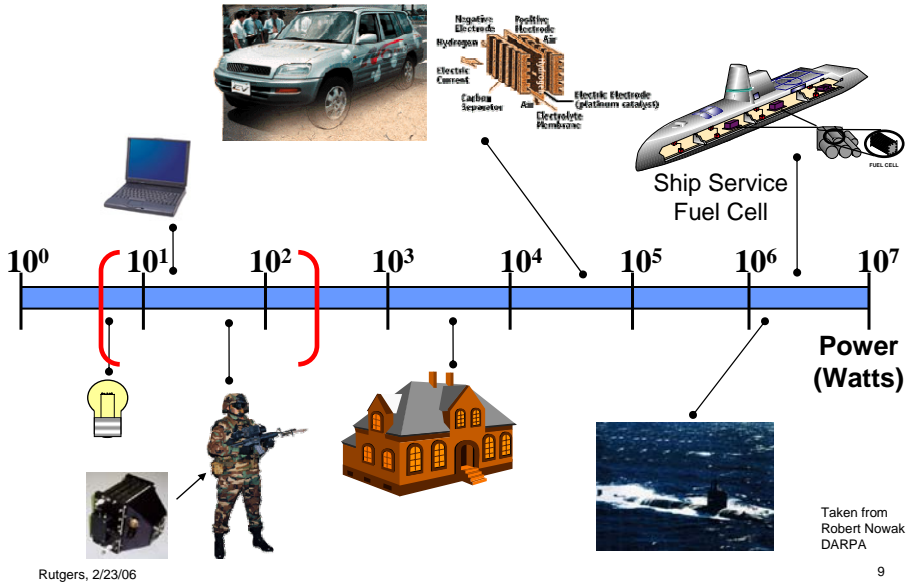 Negative
Electrode
Positive
Electrode
Hydrogen
Air
Electric
Current
Hydrogen
Carbon
Separator
Air
Electric Electrode
(platinum catalyst)
Electrolyte
Membrane
EV
FUEL CELL
Ship Service
Fuel Cell
10⁰ 10¹ 10² 10³ 10⁴ 10⁵ 10⁶ 10⁷
Power
(Watts)
Taken from
Robert Nowak
DARPA
Rutgers, 2/23/06
9